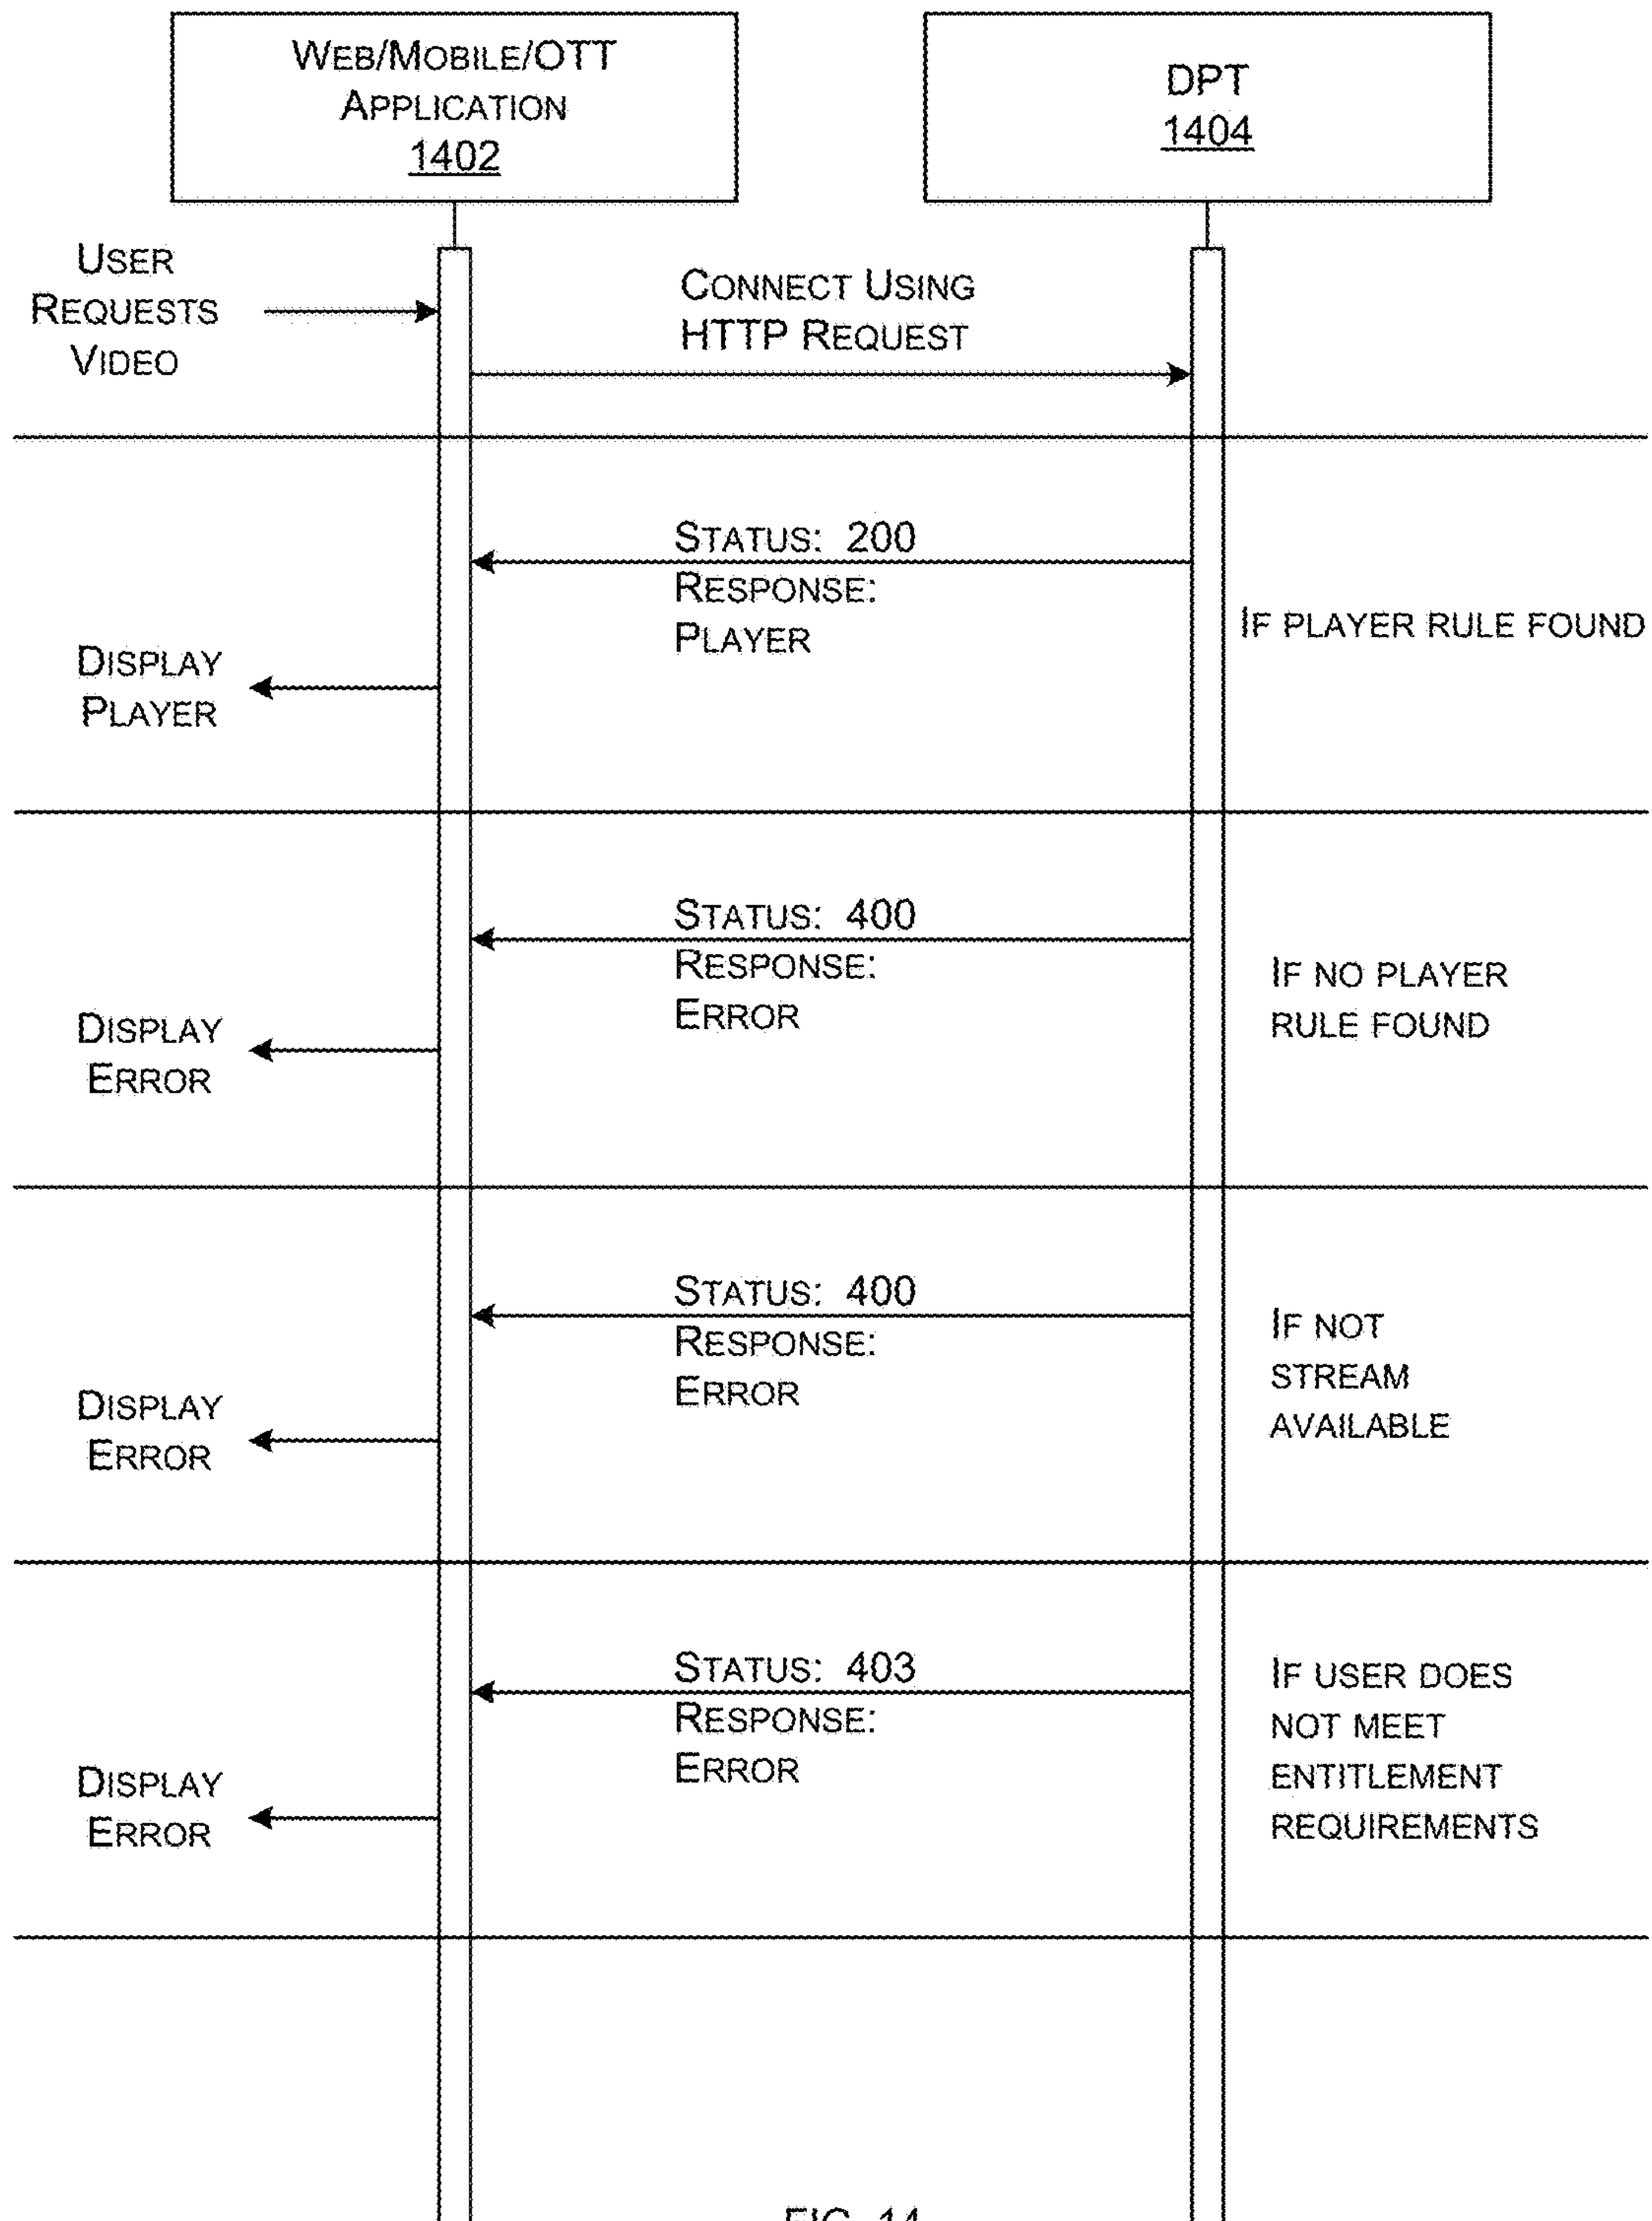 WEB/MOBILE/OTT
APPLICATION
1402
DPT
1404
USER
REQUESTS
VIDEO
CONNECT USING
HTTP REQUEST
STATUS: 200
RESPONSE:
PLAYER
IF PLAYER RULE FOUND
DISPLAY
PLAYER
STATUS: 400
RESPONSE:
ERROR
IF NO PLAYER
RULE FOUND
DISPLAY
ERROR
STATUS: 400
RESPONSE:
ERROR
IF NOT
STREAM
AVAILABLE
DISPLAY
ERROR
STATUS: 403
RESPONSE:
ERROR
IF USER DOES
NOT MEET
ENTITLEMENT
REQUIREMENTS
DISPLAY
ERROR
FIG. 14